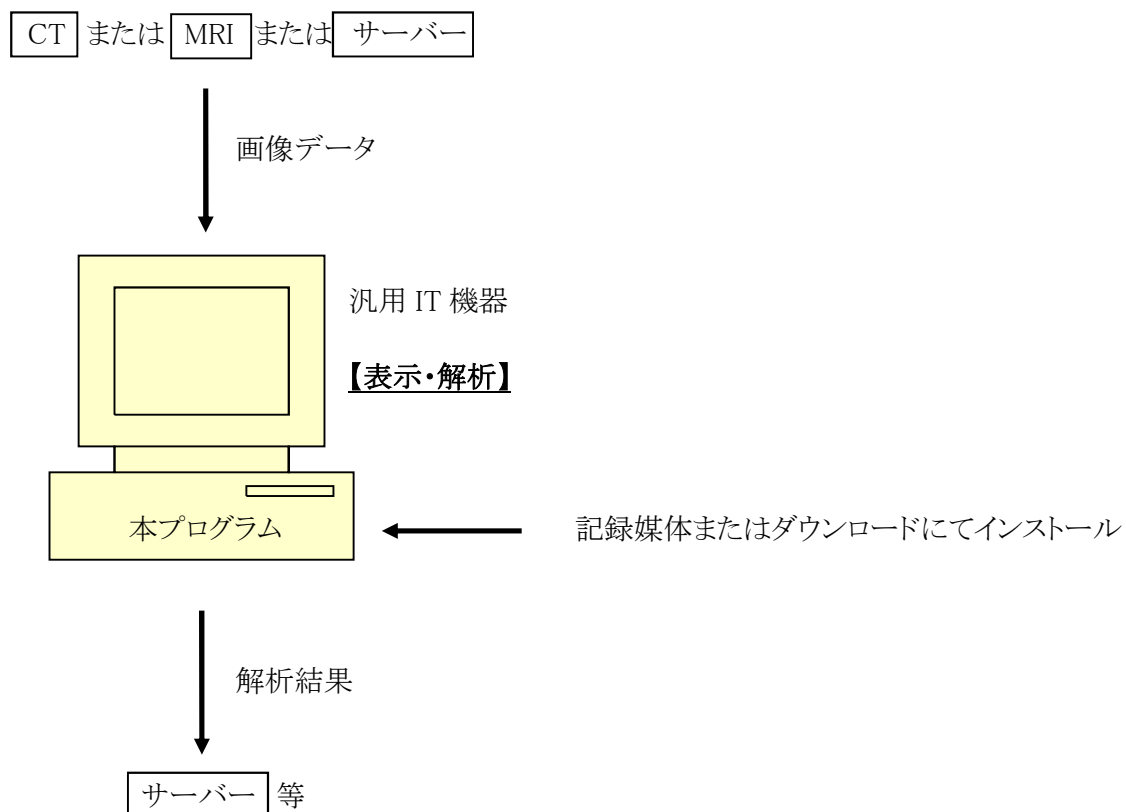 CT または MRI または サーバー
画像データ
汎用 IT 機器
【表示・解析】
本プログラム
記録媒体またはダウンロードにてインストール
解析結果
サーバー 等